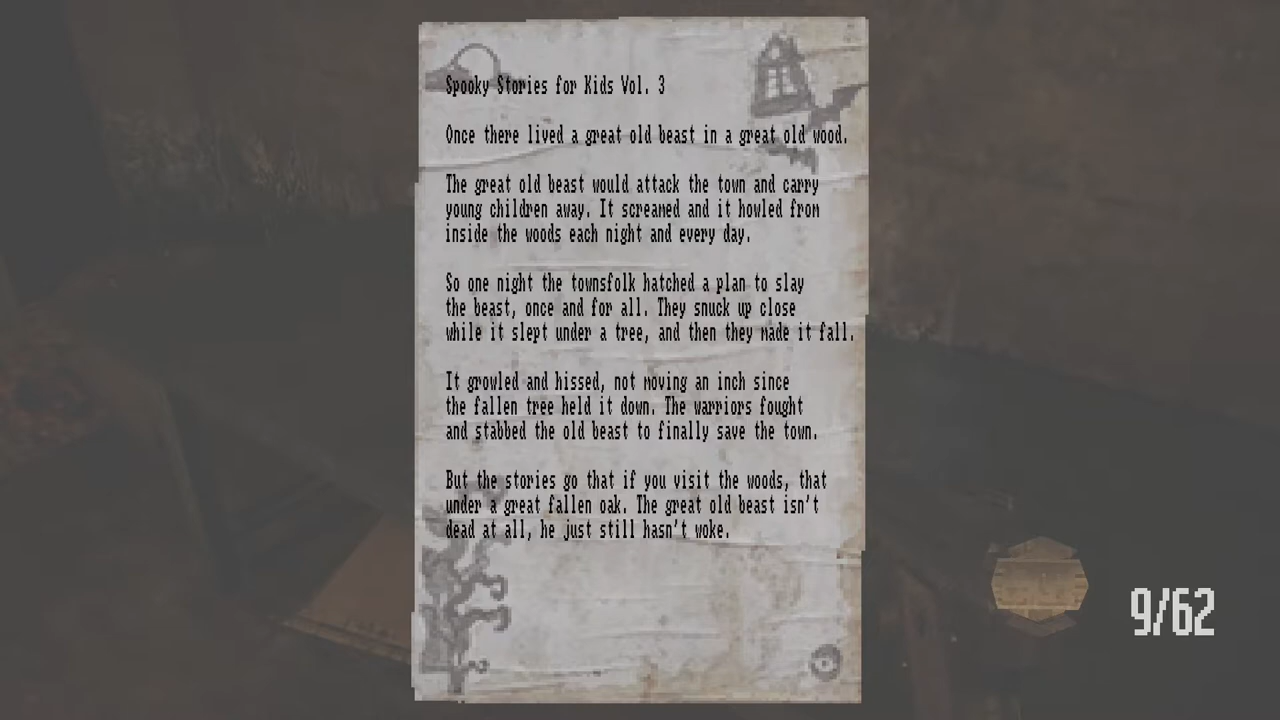 Spooky Stories for Kids Vol. 3
Once there lived a great old beast in a great old wood.
The great old beast would attack the town and carry
young children away. It screamed and it howled from
inside the woods each night and every day.
So one night the townsfolk hatched a plan to slay
the beast, once and for all. They snuck up close
while it slept under a tree, and then they made it fall.
It growled and hissed, not moving an inch since
the fallen tree held it down. The warriors fought
and stabbed the old beast to finally save the town.
But the stories go that if you visit the woods, that
under a great fallen oak. The great old beast isn't
dead at all, he just still hasn't woke.
9/62